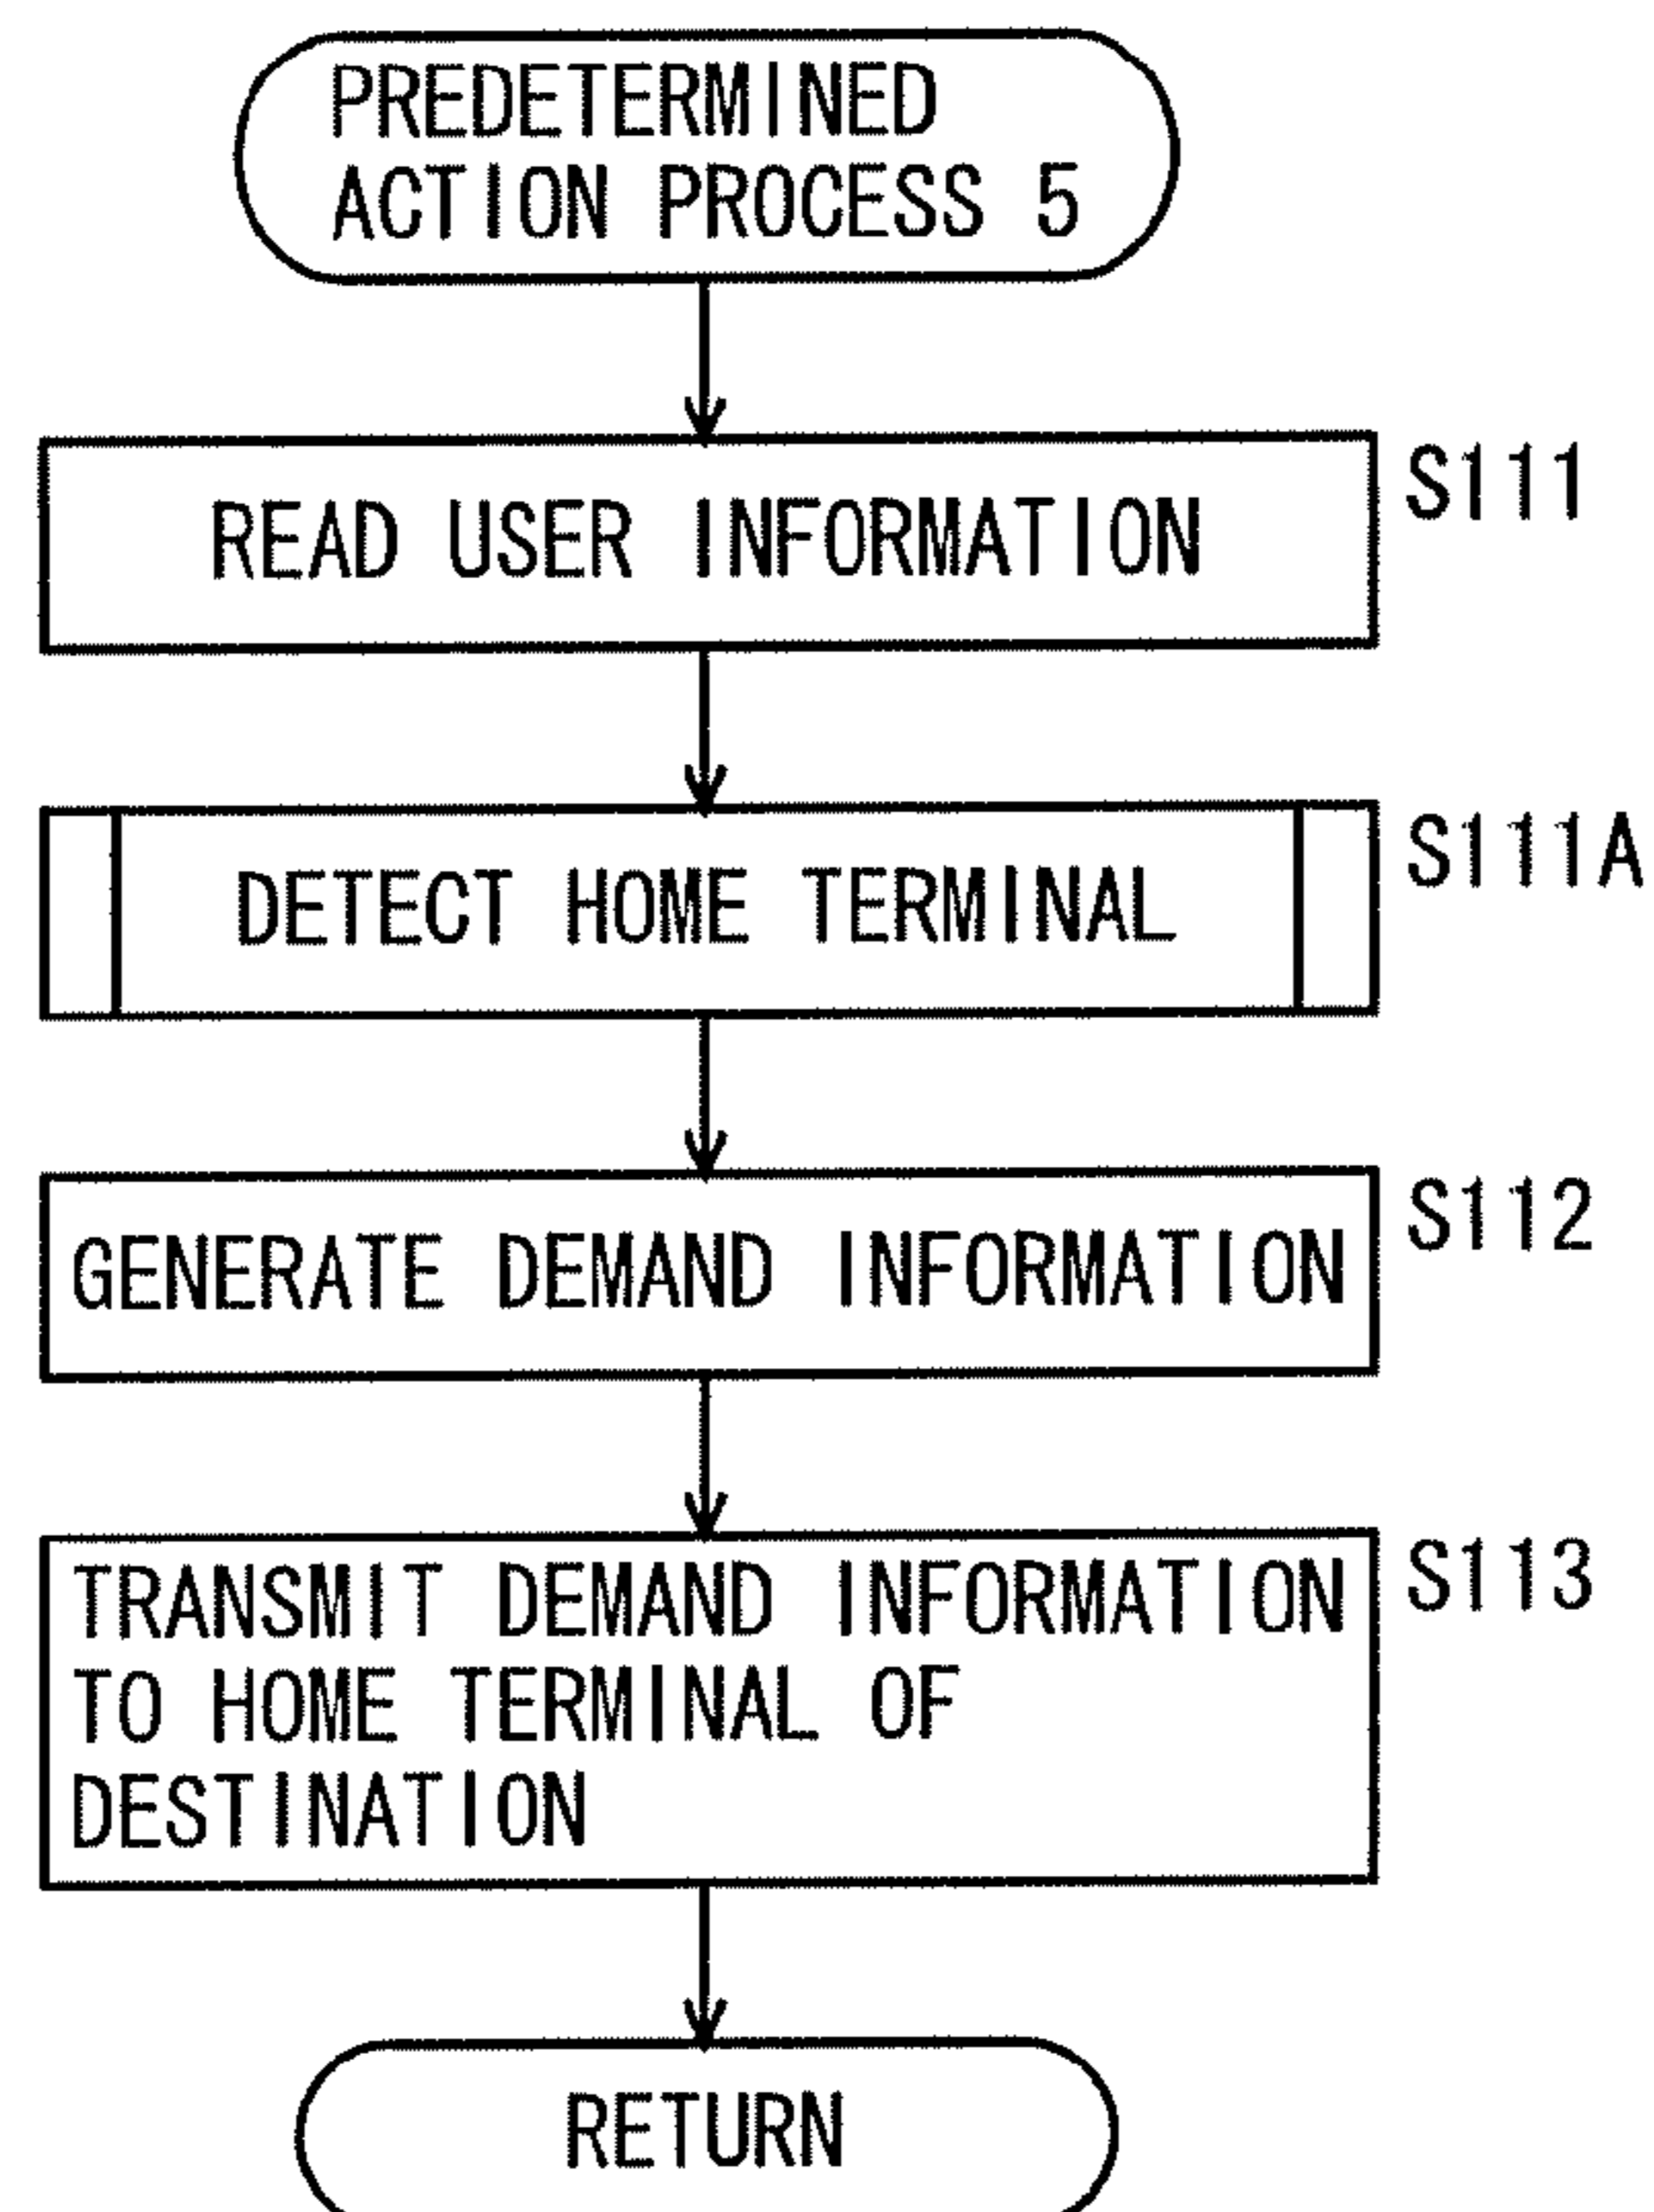 PREDETERMINED
ACTION PROCESS 5
READ USER INFORMATION
S111
DETECT HOME TERMINAL
S111A
GENERATE DEMAND INFORMATION
S112
TRANSMIT DEMAND INFORMATION
TO HOME TERMINAL OF
DESTINATION
S113
RETURN